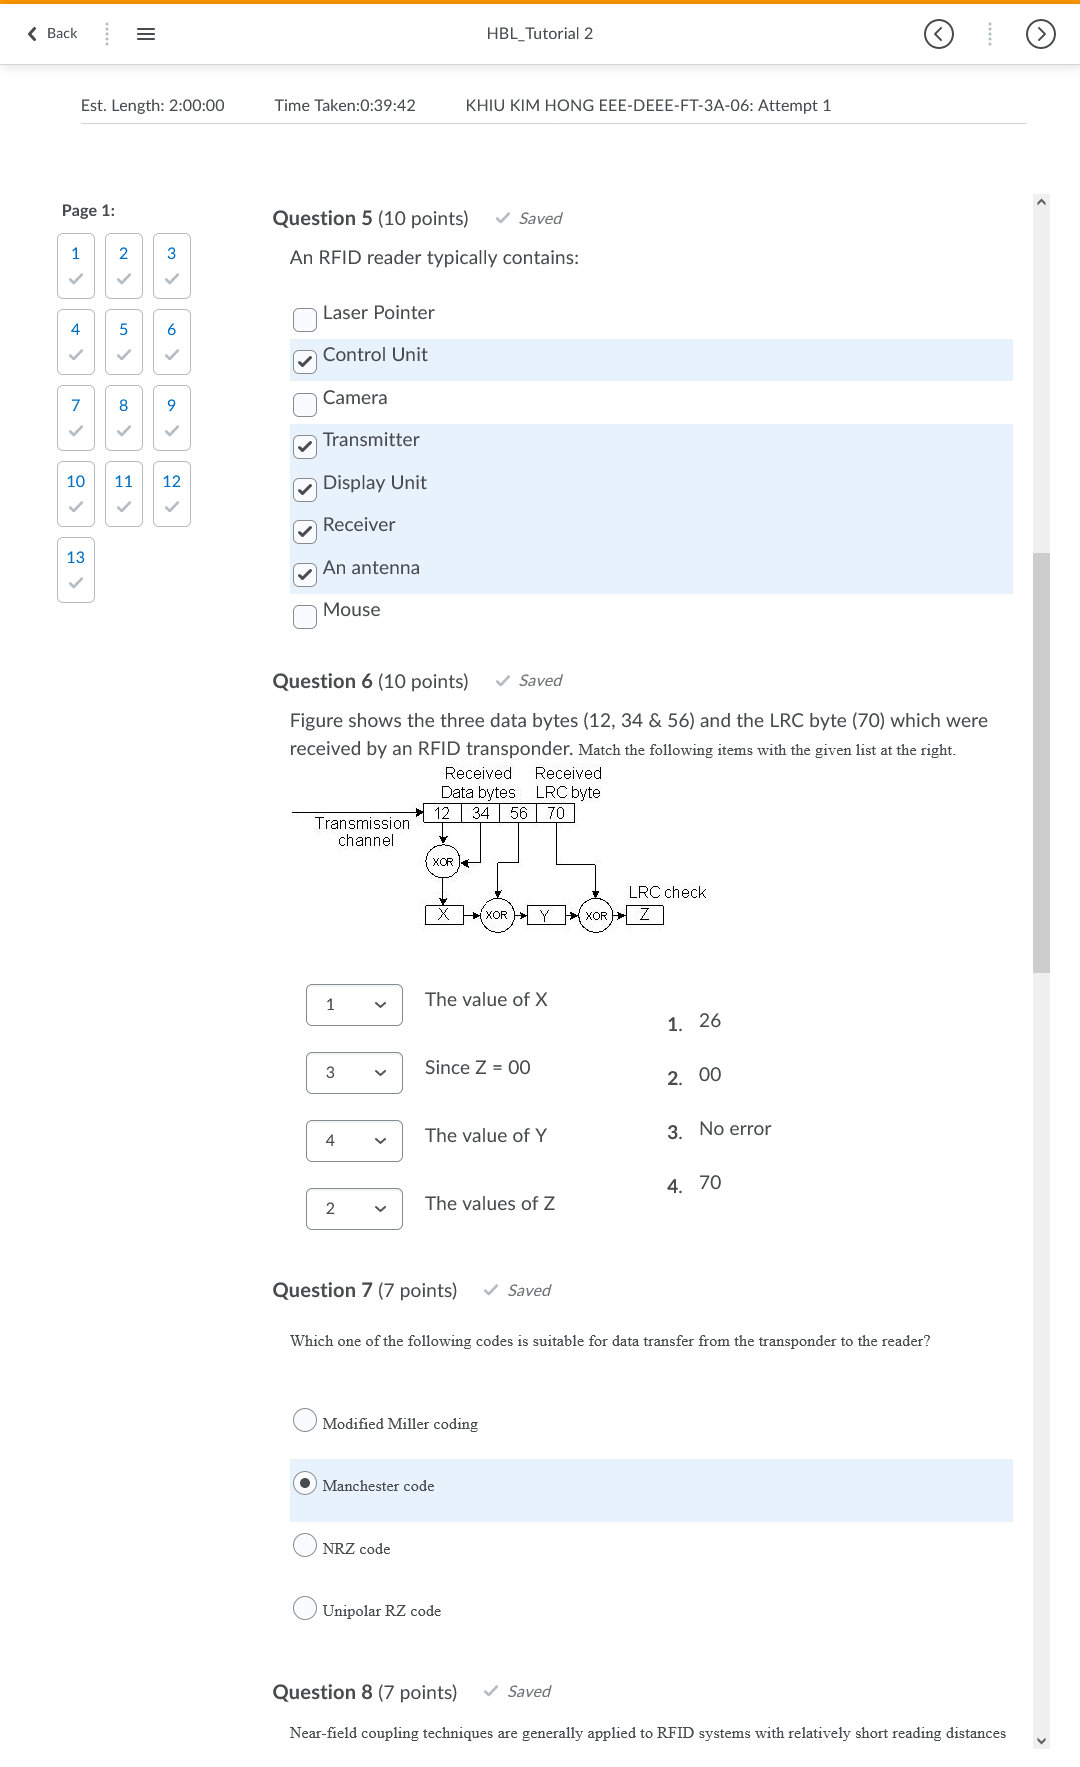 Back
HBL_Tutorial 2
Est. Length: 2:00:00 Time Taken:0:39:42 KHIU KIM HONG EEE-DEEE-FT-3A-06: Attempt 1
Page 1:
1 2 3
4 5 6
7 8 9
10 11 12
13
Question 5 (10 points) Saved
An RFID reader typically contains:
Laser Pointer
Control Unit
Camera
Transmitter
Display Unit
Receiver
An antenna
Mouse
Question 6 (10 points) Saved
Figure shows the three data bytes (12, 34 & 56) and the LRC byte (70) which were
received by an RFID transponder. Match the following items with the given list at the right.
Received Received
Data bytes LRC byte
12 34 56 70
Transmission
channel
XOR
LRC check
X XOR Y XOR Z
1 The value of X
3 Since Z = 00
4 The value of Y
2 The values of Z
1. 26
2. 00
3. No error
4. 70
Question 7 (7 points) Saved
Which one of the following codes is suitable for data transfer from the transponder to the reader?
Modified Miller coding
Manchester code
NRZ code
Unipolar RZ code
Question 8 (7 points) Saved
Near-field coupling techniques are generally applied to RFID systems with relatively short reading distances